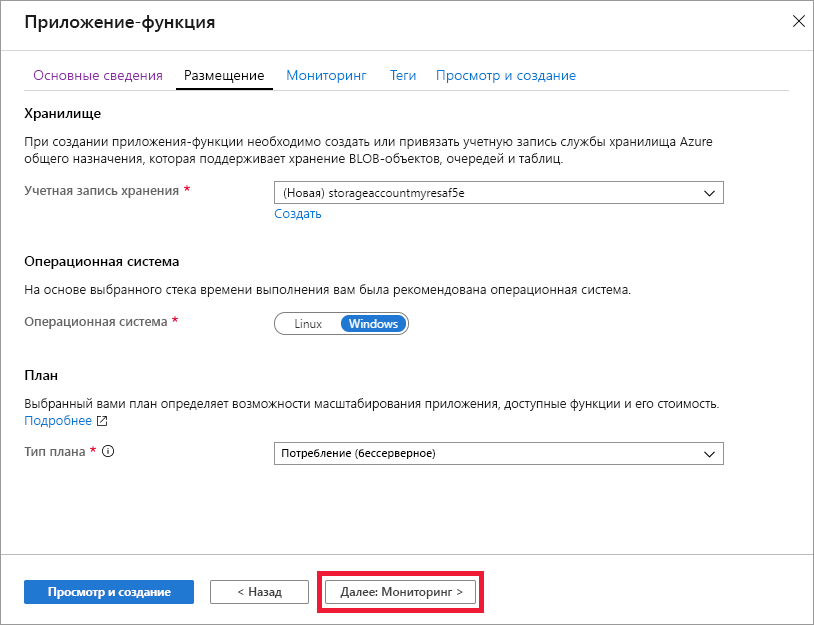 Приложение-функция
Основные сведения Размещение Мониторинг Теги Просмотр и создание
Хранилище
При создании приложения-функции необходимо создать или привязать учетную запись службы хранилища Azure
общего назначения, которая поддерживает хранение BLOB-объектов, очередей и таблиц.
Учетная запись хранения * (Новая) storageaccountmyresaf5e
Создать
Операционная система
На основе выбранного стека времени выполнения вам была рекомендована операционная система.
Операционная система * Linux Windows
План
Выбранный вами план определяет возможности масштабирования приложения, доступные функции и его стоимость.
Подробнее
Тип плана * Потребление (бессерверное)
Просмотр и создание < Назад Далее: Мониторинг >